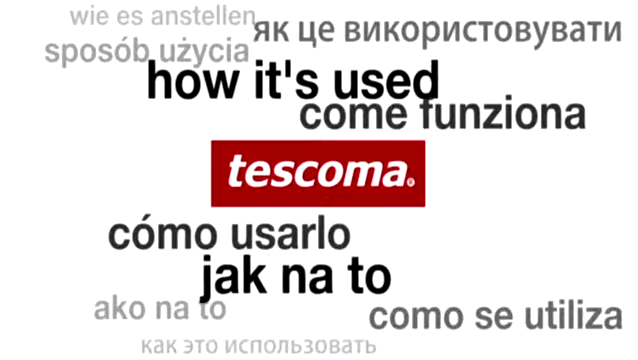 wie es anstellen
як це використовувати
sposób użycia
how it's used
come funziona
tescoma®
cómo usarlo
jak na to
ako na to
como se utiliza
как это использовать